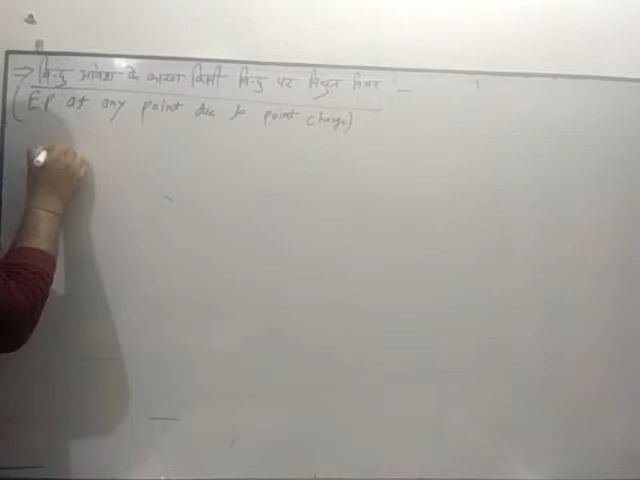 → बिन्दु आवेश के कारण किसी बिन्दु पर विद्युत विभव :–
(E.P at any point due to point charge)